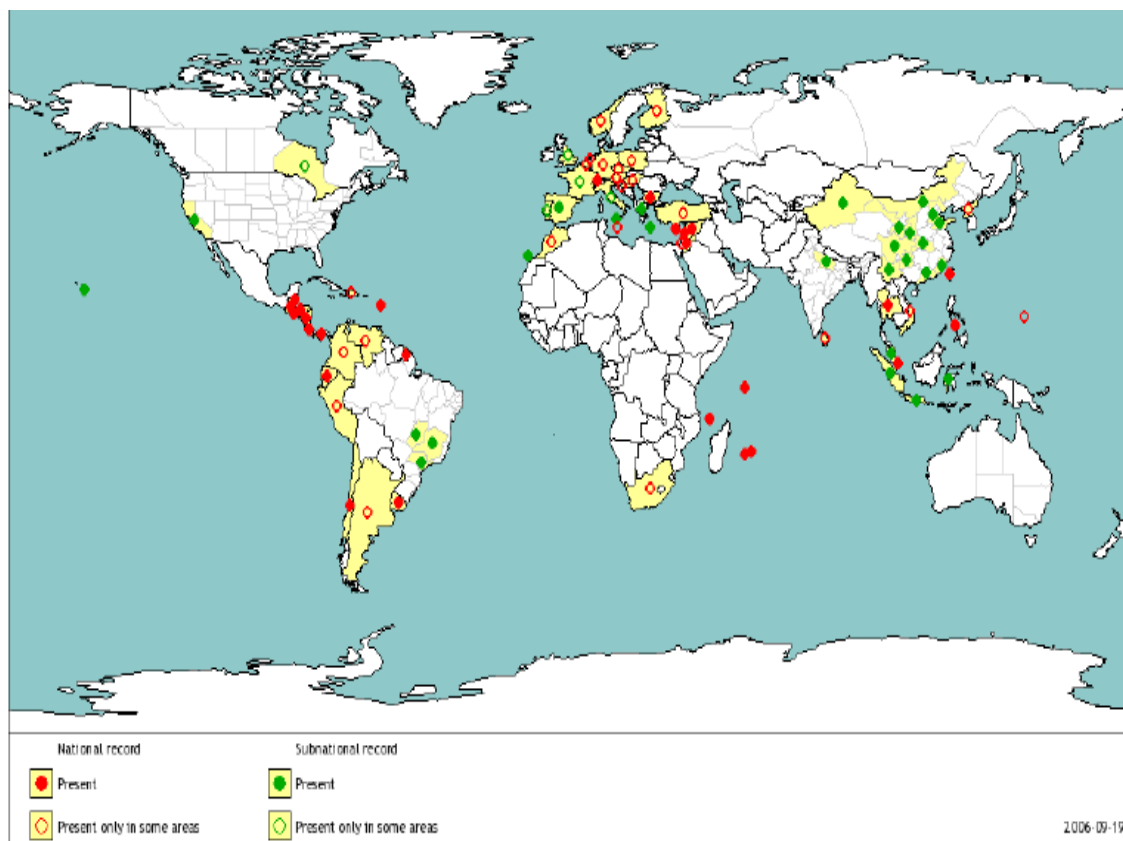 National record
Subnational record
Present
Present
Present only in some areas
Present only in some areas
2006-09-19